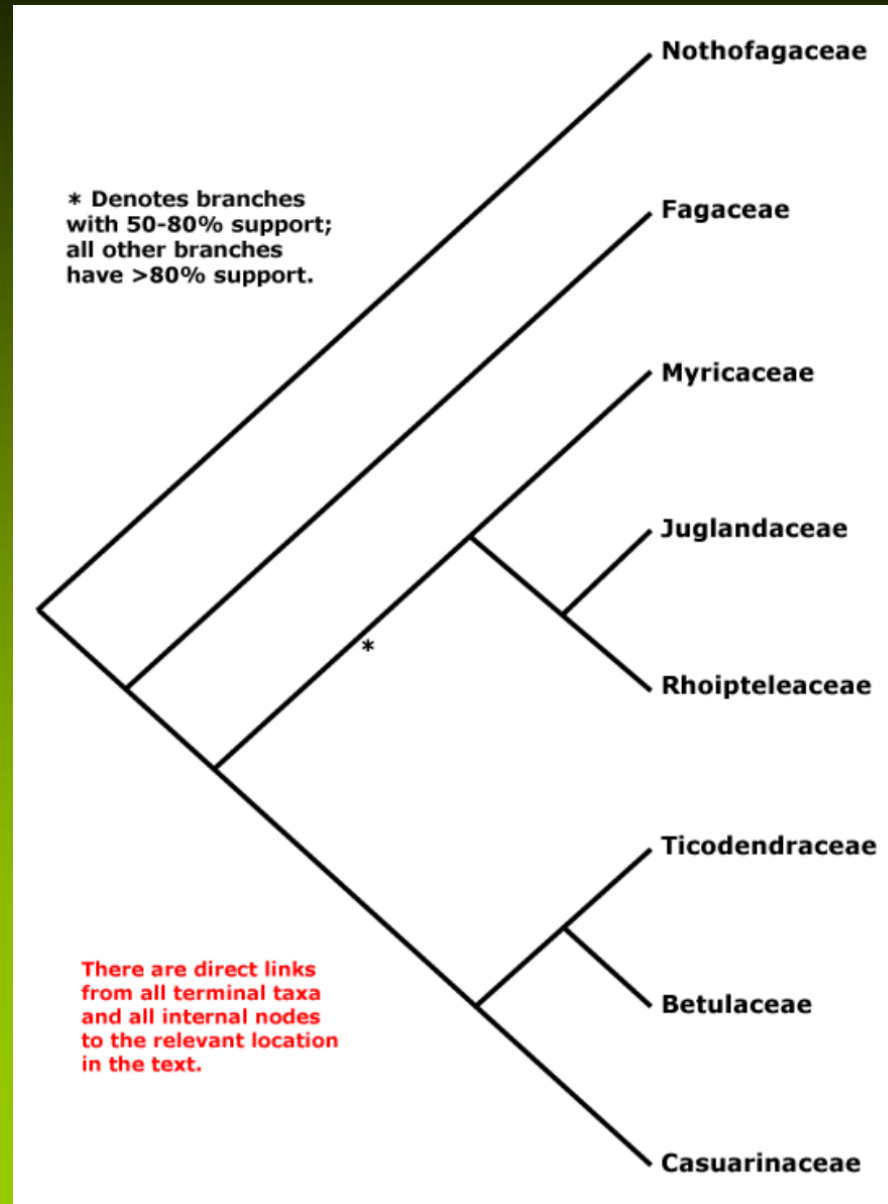 Nothofagaceae
* Denotes branches
with 50-80% support;
all other branches
have >80% support.
Fagaceae
Myricaceae
Juglandaceae
*
Rhoipteleaceae
Ticodendraceae
There are direct links
from all terminal taxa
and all internal nodes
to the relevant location
in the text.
Betulaceae
Casuarinaceae